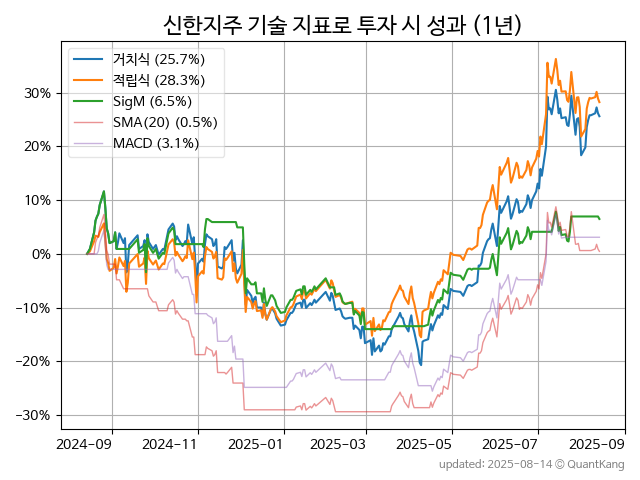 신한지주 기술 지표로 투자 시 성과 (1년)
거치식 (25.7%)
적립식 (28.3%)
SigM (6.5%)
SMA(20) (0.5%)
MACD (3.1%)
30%
20%
10%
0%
−10%
−20%
−30%
2024-09 2024-11 2025-01 2025-03 2025-05 2025-07 2025-09
updated: 2025-08-14 © QuantKang